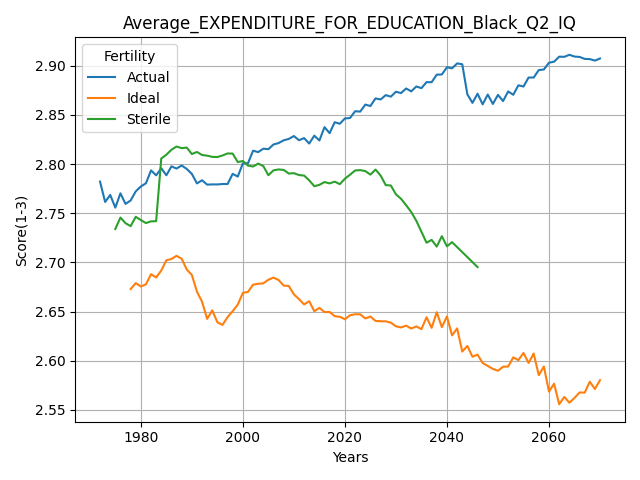 Average_EXPENDITURE_FOR_EDUCATION_Black_Q2_IQ
Fertility
Actual
Ideal
Sterile
Score(1-3)
2.90
2.85
2.80
2.75
2.70
2.65
2.60
2.55
1980 2000 2020 2040 2060
Years